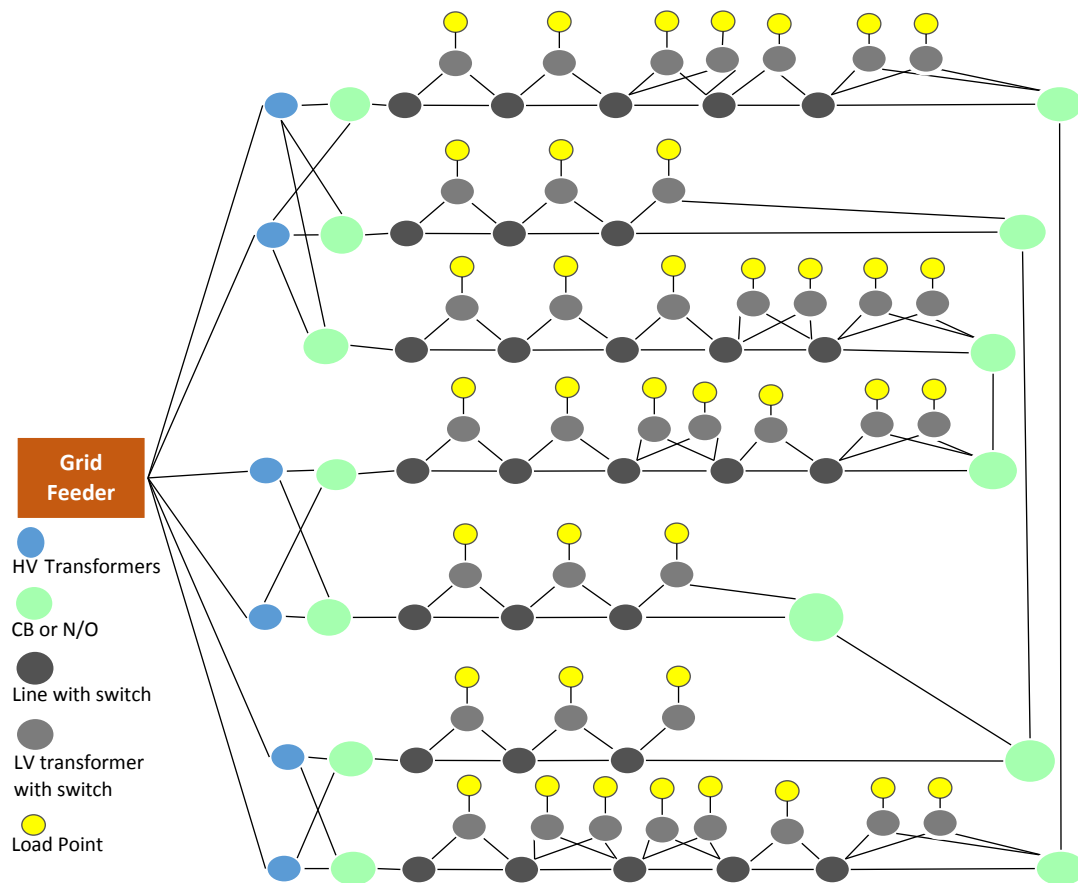 Grid
Feeder
HV Transformers
CB or N/O
Line with switch
LV transformer
with switch
Load Point